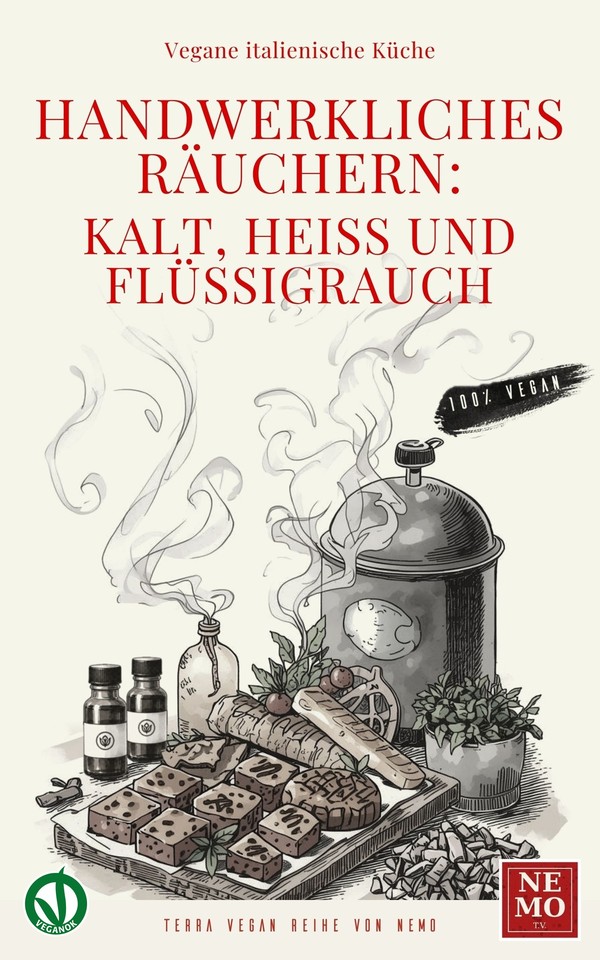 Vegane italienische Küche
HANDWERKLICHES
RÄUCHERN:
KALT, HEISS UND
FLÜSSIGRAUCH
100% VEGAN
VEGANOK
TERRA VEGAN REIHE VON NEMO
NE
MO
T.V.